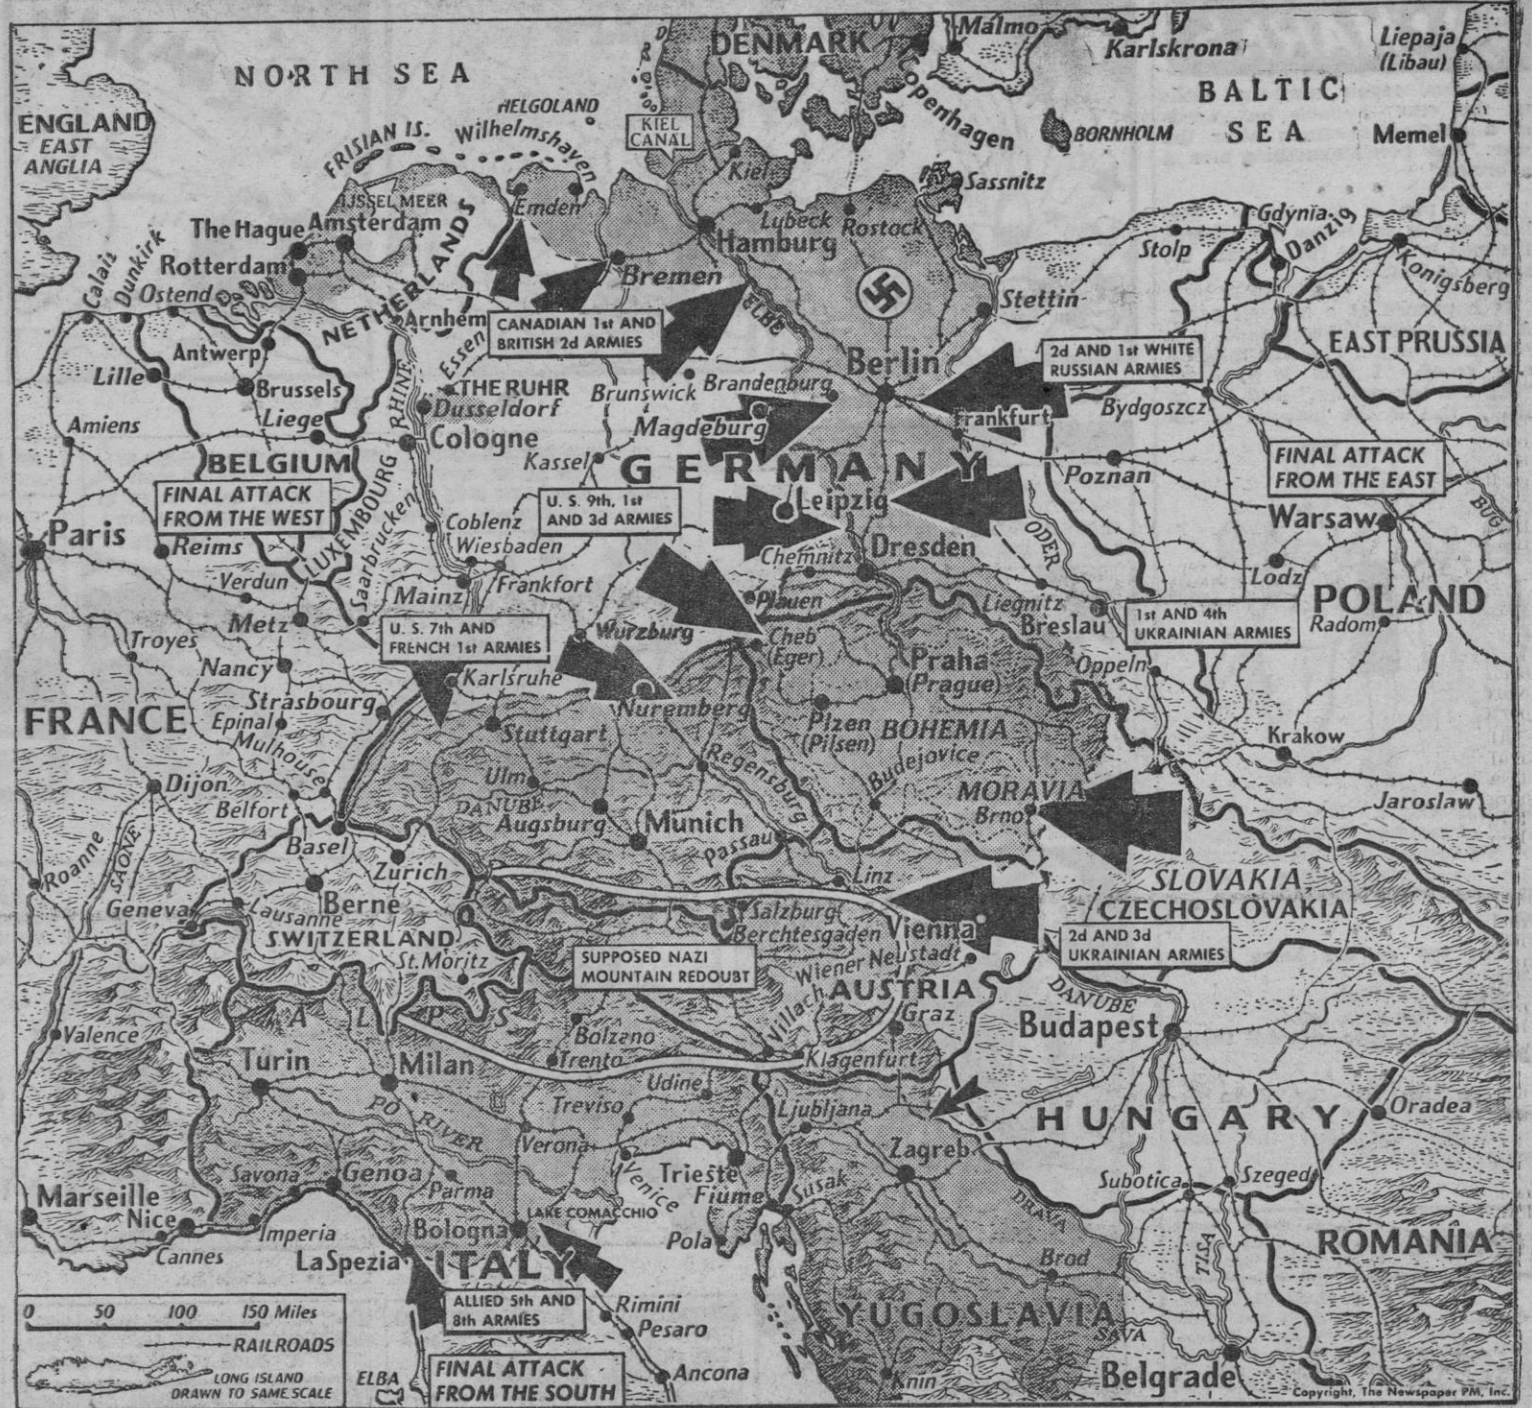 NORTH SEA
DENMARK
Malmo
Karlskrona
Liepaja
(Libau)
BALTIC
SEA
HELGOLAND
ENGLAND
EAST
ANGLIA
FRISIAN IS.
Wilhelmshaven
KIEL
CANAL
Copenhagen
BORNHOLM
Memel
Kiel
Sassnitz
IJSSEL MEER
Emden
Lubeck
Rostock
Gdynia
Danzig
The Hague
Amsterdam
Hamburg
Stolp
Konigsberg
Rotterdam
Bremen
Calais
Dunkirk
Ostend
NETHERLANDS
Stettin
ELBE
Arnhem
CANADIAN 1st AND
BRITISH 2d ARMIES
EAST PRUSSIA
Antwerp
Essen
Berlin
2d AND 1st WHITE
RUSSIAN ARMIES
Lille
Brussels
THE RUHR
Brunswick
Brandenburg
RHINE
Dusseldorf
Bydgoszcz
Amiens
Liege
Cologne
Magdeburg
Frankfurt
BELGIUM
Kassel
GERMANY
Poznan
FINAL ATTACK
FROM THE EAST
FINAL ATTACK
FROM THE WEST
LUXEMBOURG
U. S. 9th, 1st
AND 3d ARMIES
Leipzig
Warsaw
BUG
Paris
Reims
Saarbrucken
Coblenz
Wiesbaden
ODER
Chemnitz
Dresden
Verdun
Mainz
Frankfort
Lodz
Plauen
Liegnitz
POLAND
Metz
U. S. 7th AND
FRENCH 1st ARMIES
Wurzburg
Breslau
1st AND 4th
UKRAINIAN ARMIES
Radom
Troyes
Cheb
(Eger)
Nancy
Karlsruhe
Praha
(Prague)
Oppeln
Strasbourg
Nuremberg
FRANCE
Epinal
Mulhouse
Stuttgart
Plzen
(Pilsen)
BOHEMIA
Krakow
Regensburg
Budejovice
Dijon
Ulm
MORAVIA
Belfort
DANUBE
Augsburg
Munich
Brno
Jaroslaw
Basel
Passau
Roanne
SAONE
Zurich
Linz
SLOVAKIA
CZECHOSLOVAKIA
Geneva
Lausanne
Berne
Salzburg
Berchtesgaden
Vienna
SWITZERLAND
St. Moritz
SUPPOSED NAZI
MOUNTAIN REDOUBT
Wiener Neustadt
2d AND 3d
UKRAINIAN ARMIES
AUSTRIA
DANUBE
ALPS
Bolzano
Villach
Graz
Budapest
Valence
Turin
Milan
Trento
Klagenfurt
Udine
PO RIVER
Treviso
Ljubljana
HUNGARY
Oradea
Verona
Zagreb
Savona
Genoa
Parma
Venice
Trieste
Fiume
Susak
Subotica
Szeged
Marseille
Nice
Bologna
LAKE COMACCHIO
DRAVA
Cannes
Imperia
LaSpezia
ITALY
Pola
Brod
TISA
ROMANIA
0 50 100 150 Miles
RAILROADS
LONG ISLAND
DRAWN TO SAME SCALE
ALLIED 5th AND
8th ARMIES
Rimini
Pesaro
YUGOSLAVIA
SAVA
ELBA
FINAL ATTACK
FROM THE SOUTH
Ancona
Knin
Belgrade
Copyright, The Newspaper PM, Inc.